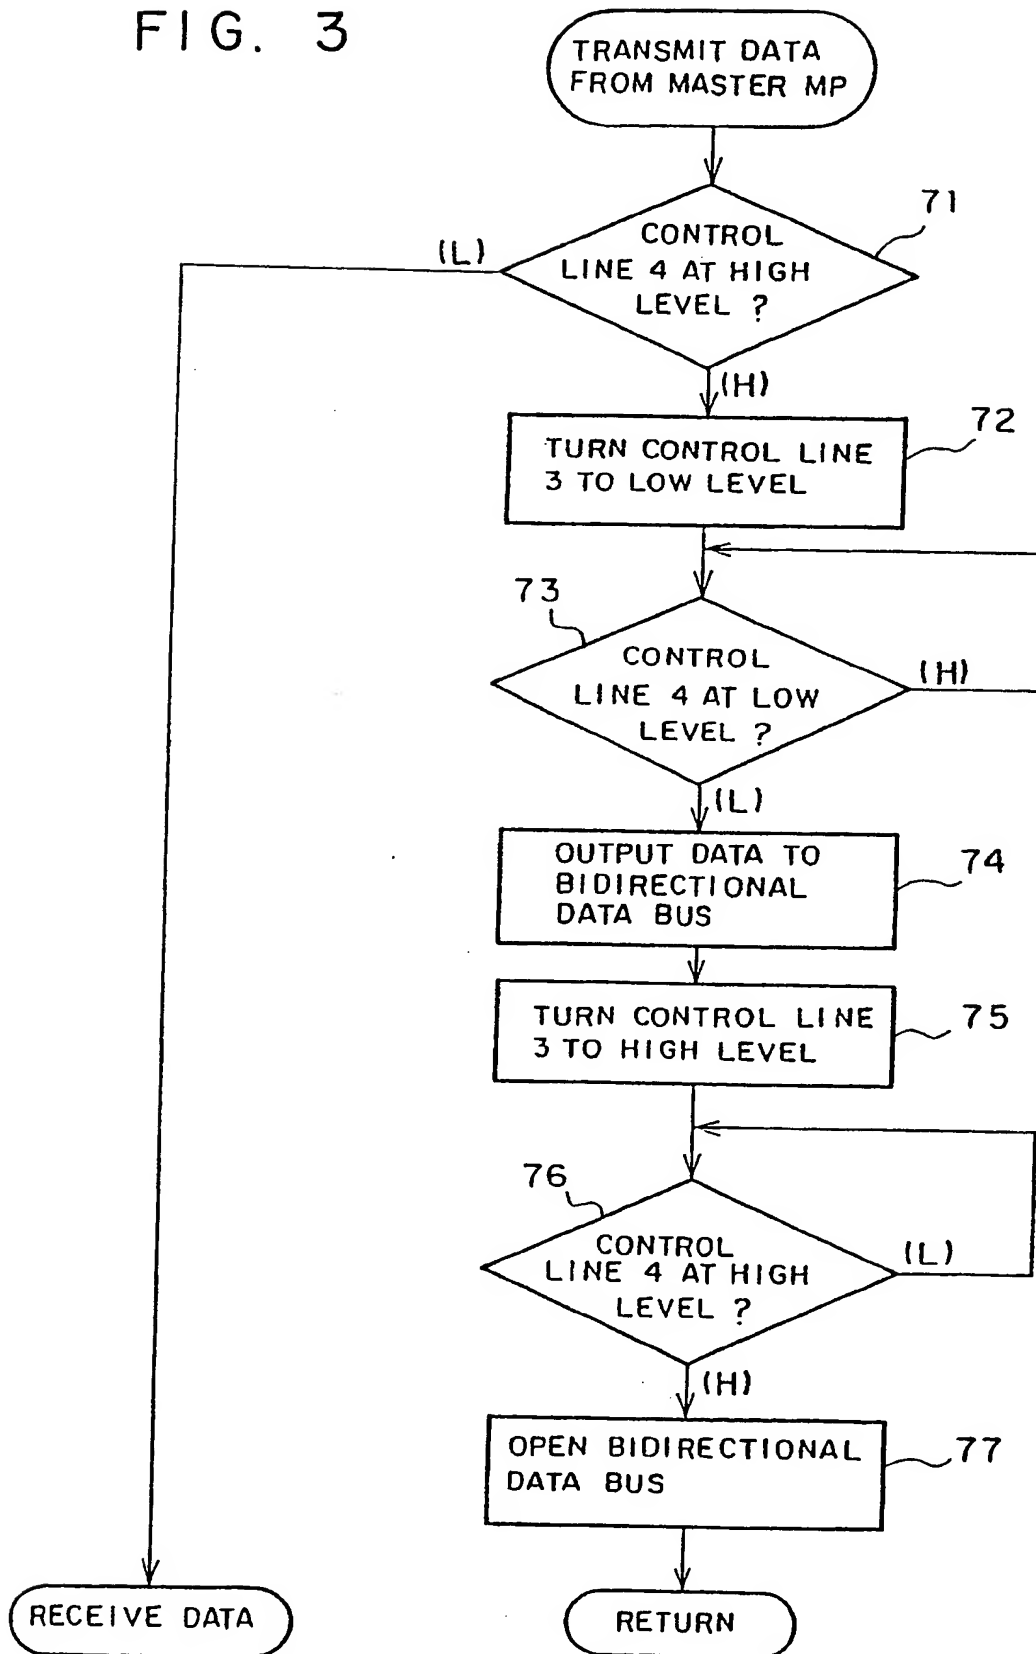 FIG. 3
TRANSMIT DATA
FROM MASTER MP
71
CONTROL
LINE 4 AT HIGH
LEVEL ?
(L)
(H)
72
TURN CONTROL LINE
3 TO LOW LEVEL
73
CONTROL
LINE 4 AT LOW
LEVEL ?
(H)
(L)
OUTPUT DATA TO
BIDIRECTIONAL
DATA BUS
74
TURN CONTROL LINE
3 TO HIGH LEVEL
75
76
CONTROL
LINE 4 AT HIGH
LEVEL ?
(L)
(H)
OPEN BIDIRECTIONAL
DATA BUS
77
RECEIVE DATA
RETURN